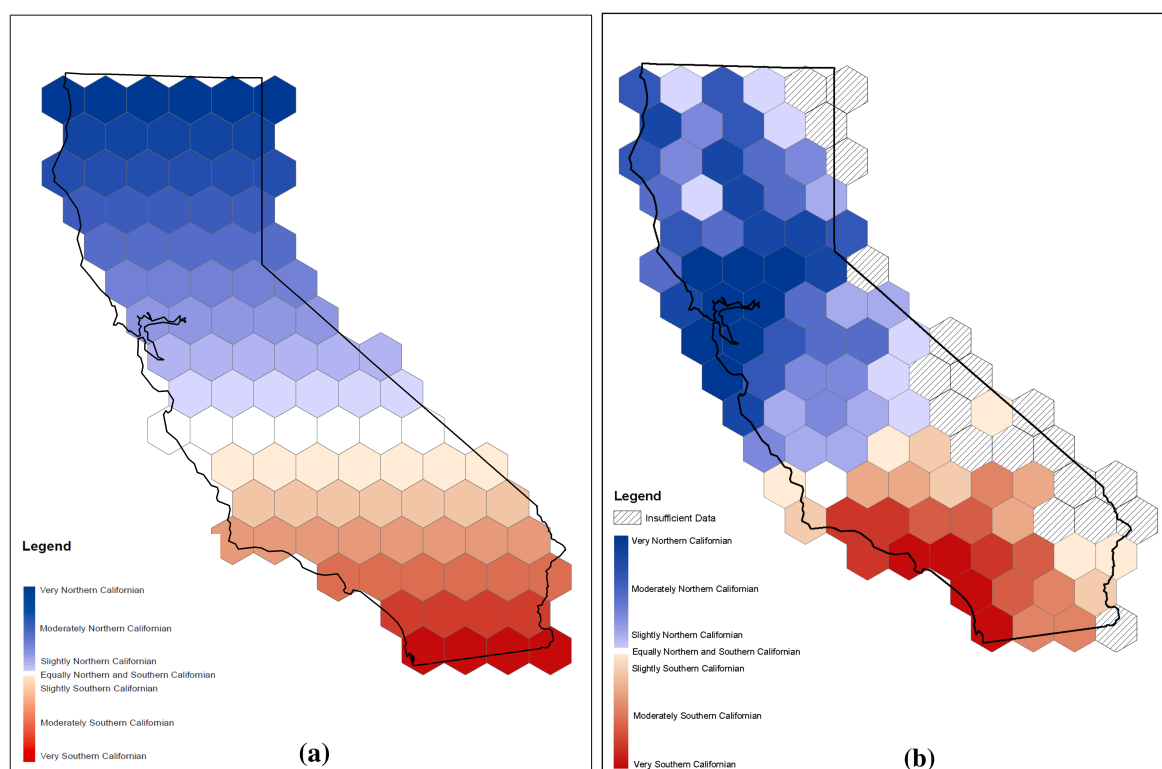 Legend
Very Northern Californian
Moderately Northern Californian
Slightly Northern Californian
Equally Northern and Southern Californian
Slightly Southern Californian
Moderately Southern Californian
Very Southern Californian
(a)
Legend
Insufficient Data
Very Northern Californian
Moderately Northern Californian
Slightly Northern Californian
Equally Northern and Southern Californian
Slightly Southern Californian
Moderately Southern Californian
Very Southern Californian
(b)